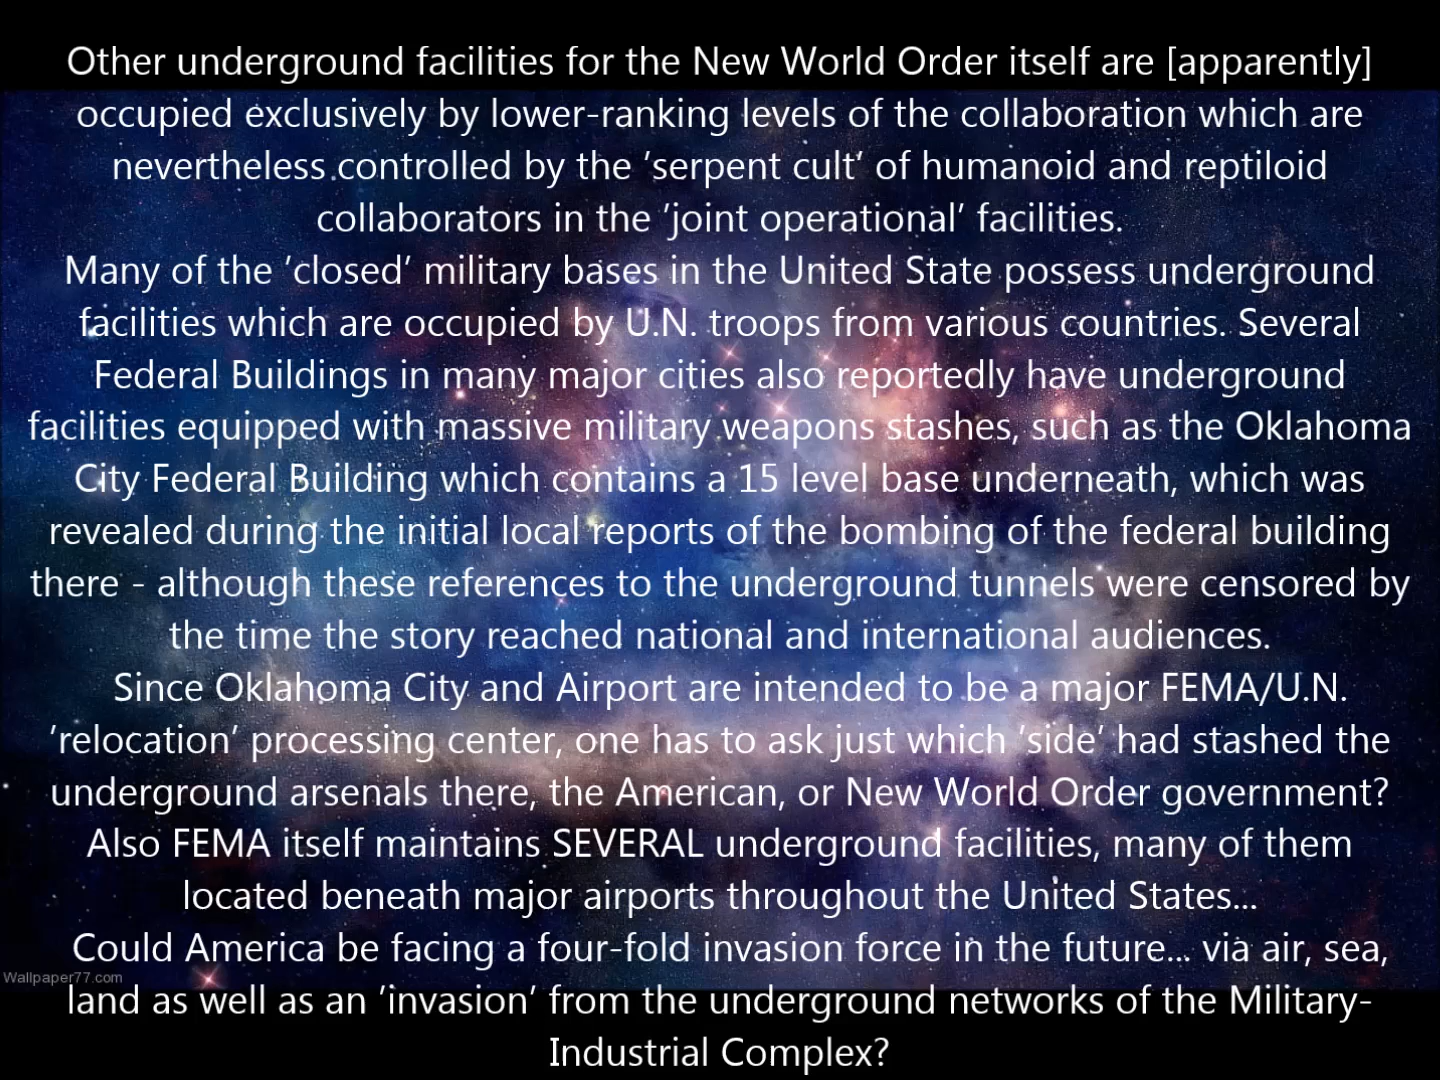 Other underground facilities for the New World Order itself are [apparently]
occupied exclusively by lower-ranking levels of the collaboration which are
nevertheless controlled by the 'serpent cult' of humanoid and reptiloid
collaborators in the 'joint operational' facilities.
Many of the 'closed' military bases in the United State possess underground
facilities which are occupied by U.N. troops from various countries. Several
Federal Buildings in many major cities also reportedly have underground
facilities equipped with massive military weapons stashes, such as the Oklahoma
City Federal Building which contains a 15 level base underneath, which was
revealed during the initial local reports of the bombing of the federal building
there - although these references to the underground tunnels were censored by
the time the story reached national and international audiences.
Since Oklahoma City and Airport are intended to be a major FEMA/U.N.
'relocation' processing center, one has to ask just which 'side' had stashed the
underground arsenals there, the American, or New World Order government?
Also FEMA itself maintains SEVERAL underground facilities, many of them
located beneath major airports throughout the United States...
Could America be facing a four-fold invasion force in the future... via air, sea,
Wallpaper77.com
land as well as an 'invasion' from the underground networks of the Military-
Industrial Complex?